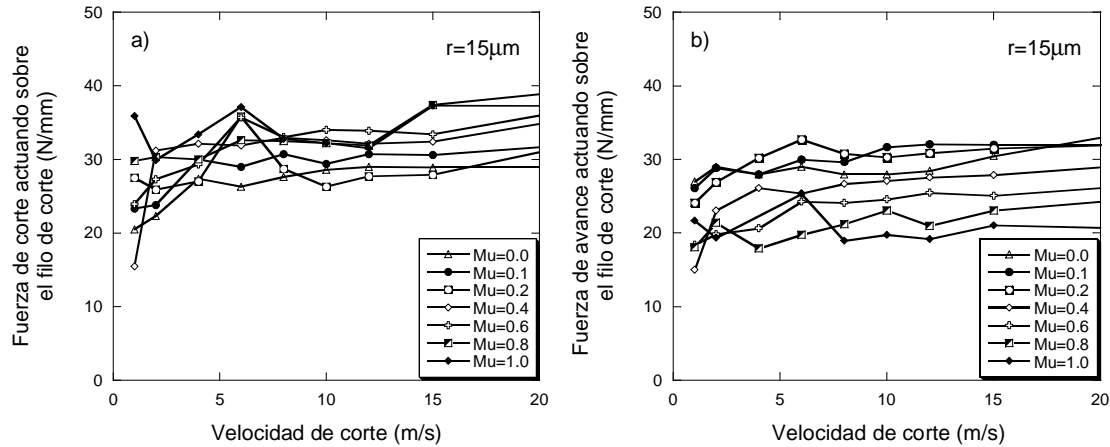 50
40
30
20
10
0
Fuerza de corte actuando sobre
el filo de corte (N/mm)
a)
r=15μm
Mu=0.0
Mu=0.1
Mu=0.2
Mu=0.4
Mu=0.6
Mu=0.8
Mu=1.0
0 5 10 15 20
Velocidad de corte (m/s)
50
40
30
20
10
0
Fuerza de avance actuando sobre
el filo de corte (N/mm)
b)
r=15μm
Mu=0.0
Mu=0.1
Mu=0.2
Mu=0.4
Mu=0.6
Mu=0.8
Mu=1.0
0 5 10 15 20
Velocidad de corte (m/s)